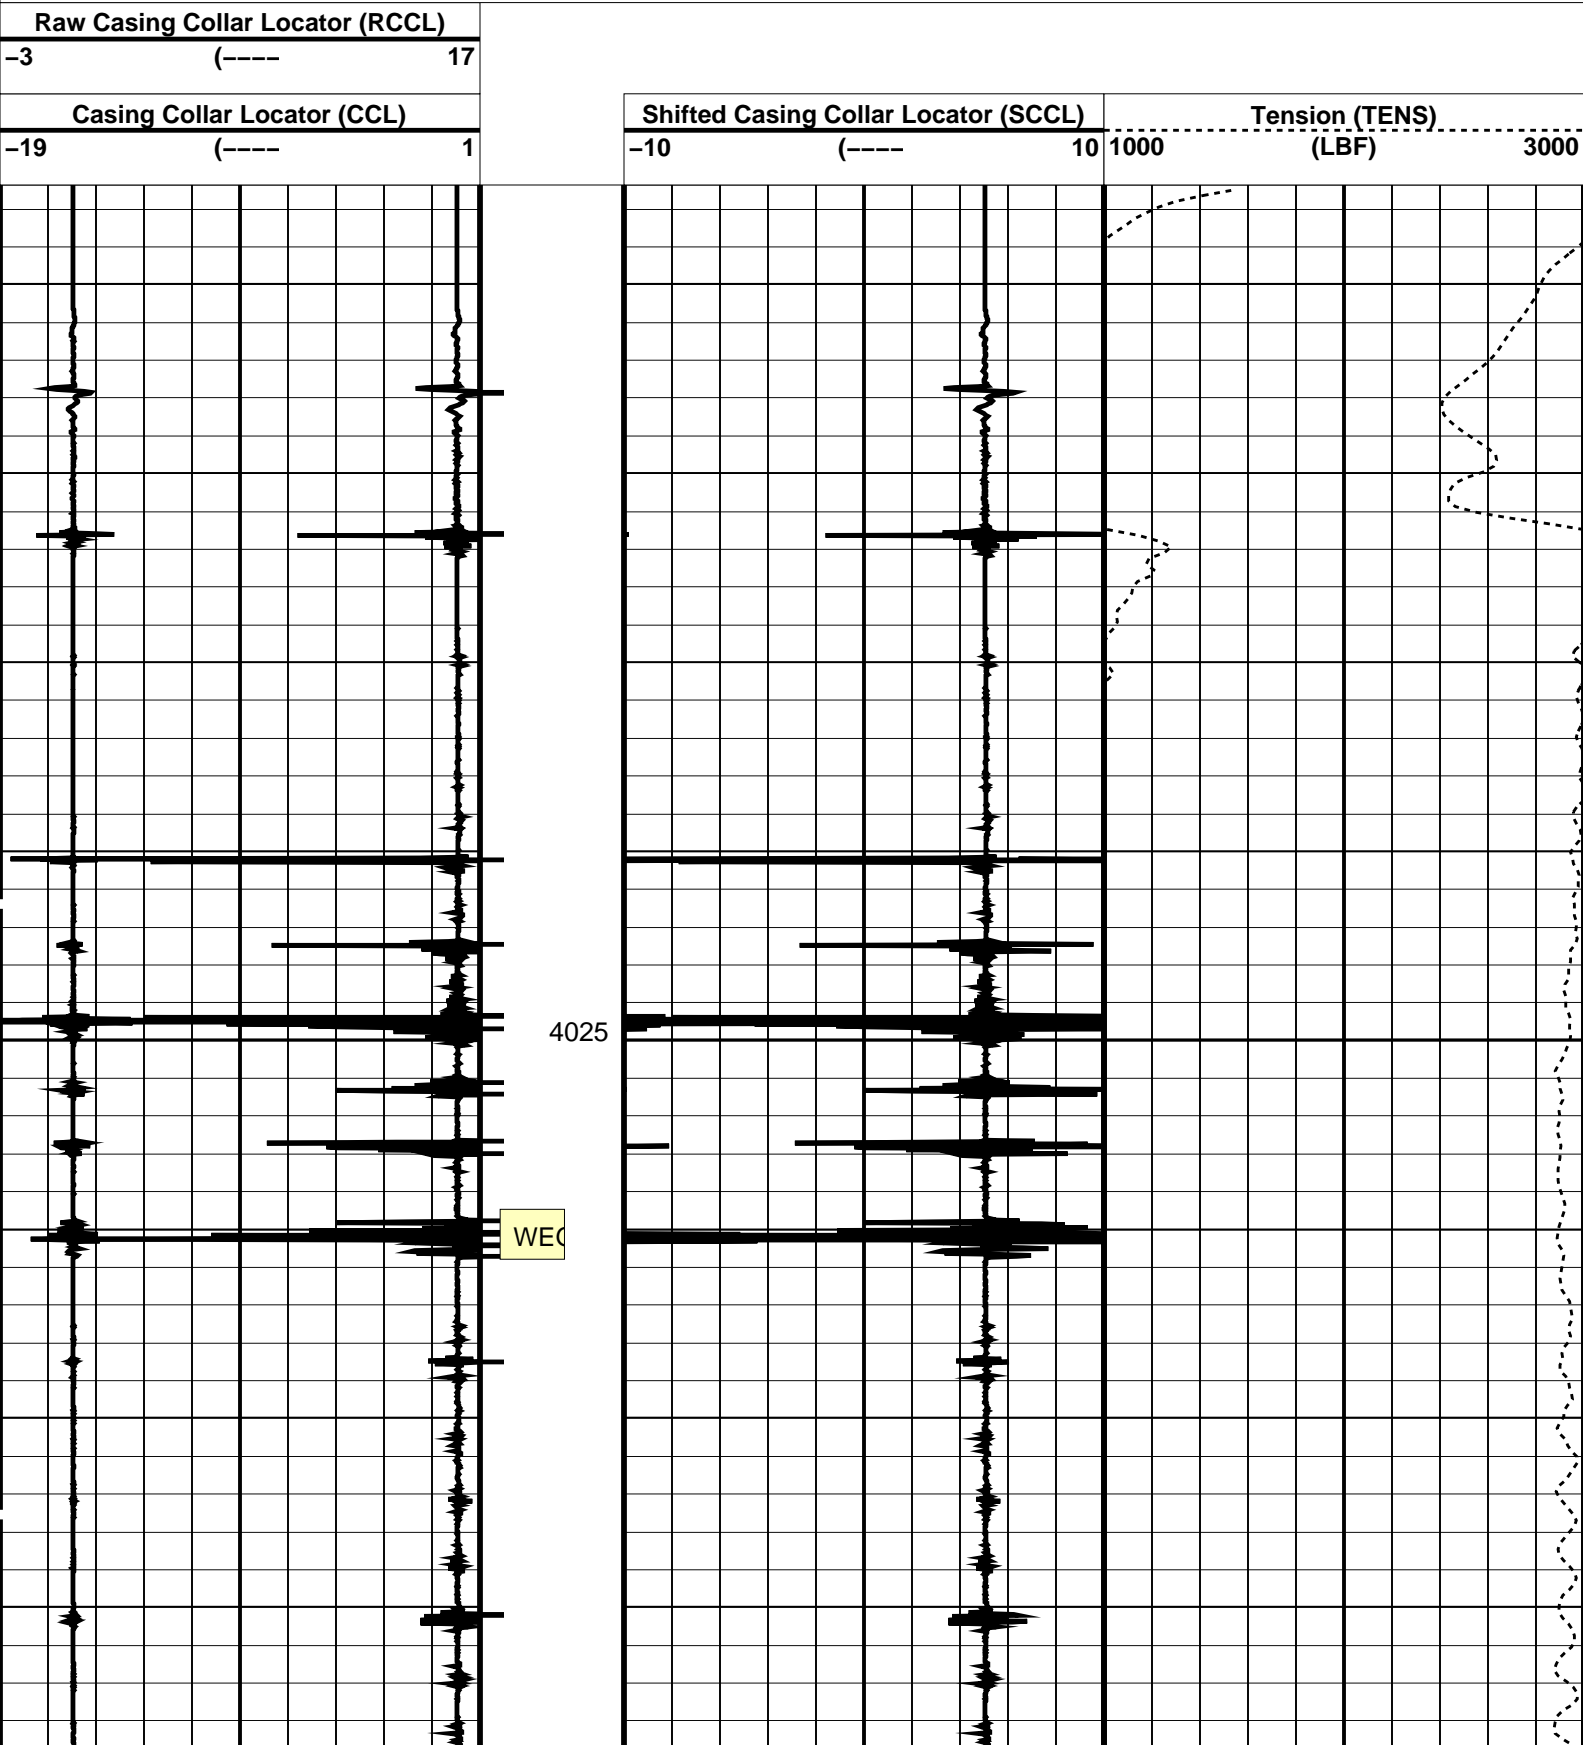 Raw Casing Collar Locator (RCCL)
−3 (−−−− 17
Casing Collar Locator (CCL)
−19 (−−−− 1
Shifted Casing Collar Locator (SCCL)
−10 (−−−− 10
Tension (TENS)
1000 (LBF) 3000
4025